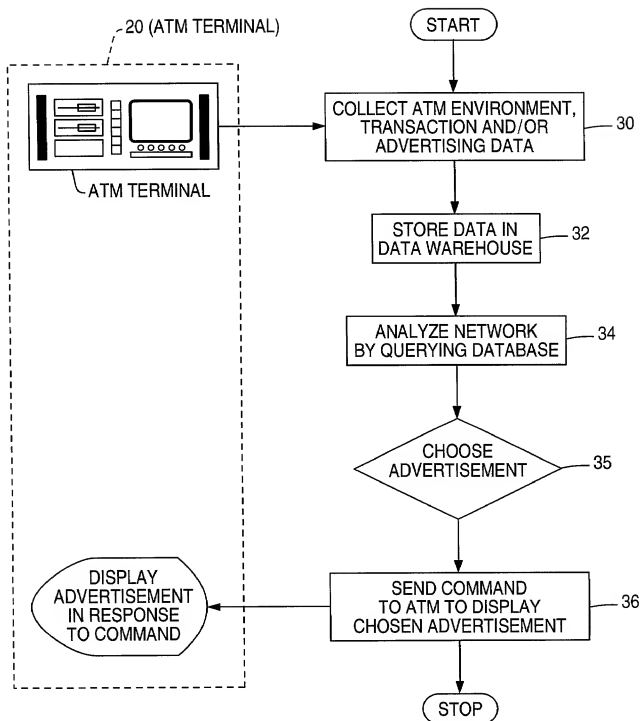 20 (ATM TERMINAL)
START
ATM TERMINAL
COLLECT ATM ENVIRONMENT,
TRANSACTION AND/OR
ADVERTISING DATA
30
STORE DATA IN
DATA WAREHOUSE
32
ANALYZE NETWORK
BY QUERYING DATABASE
34
CHOOSE
ADVERTISEMENT
35
SEND COMMAND
TO ATM TO DISPLAY
CHOSEN ADVERTISEMENT
36
DISPLAY
ADVERTISEMENT
IN RESPONSE
TO COMMAND
STOP